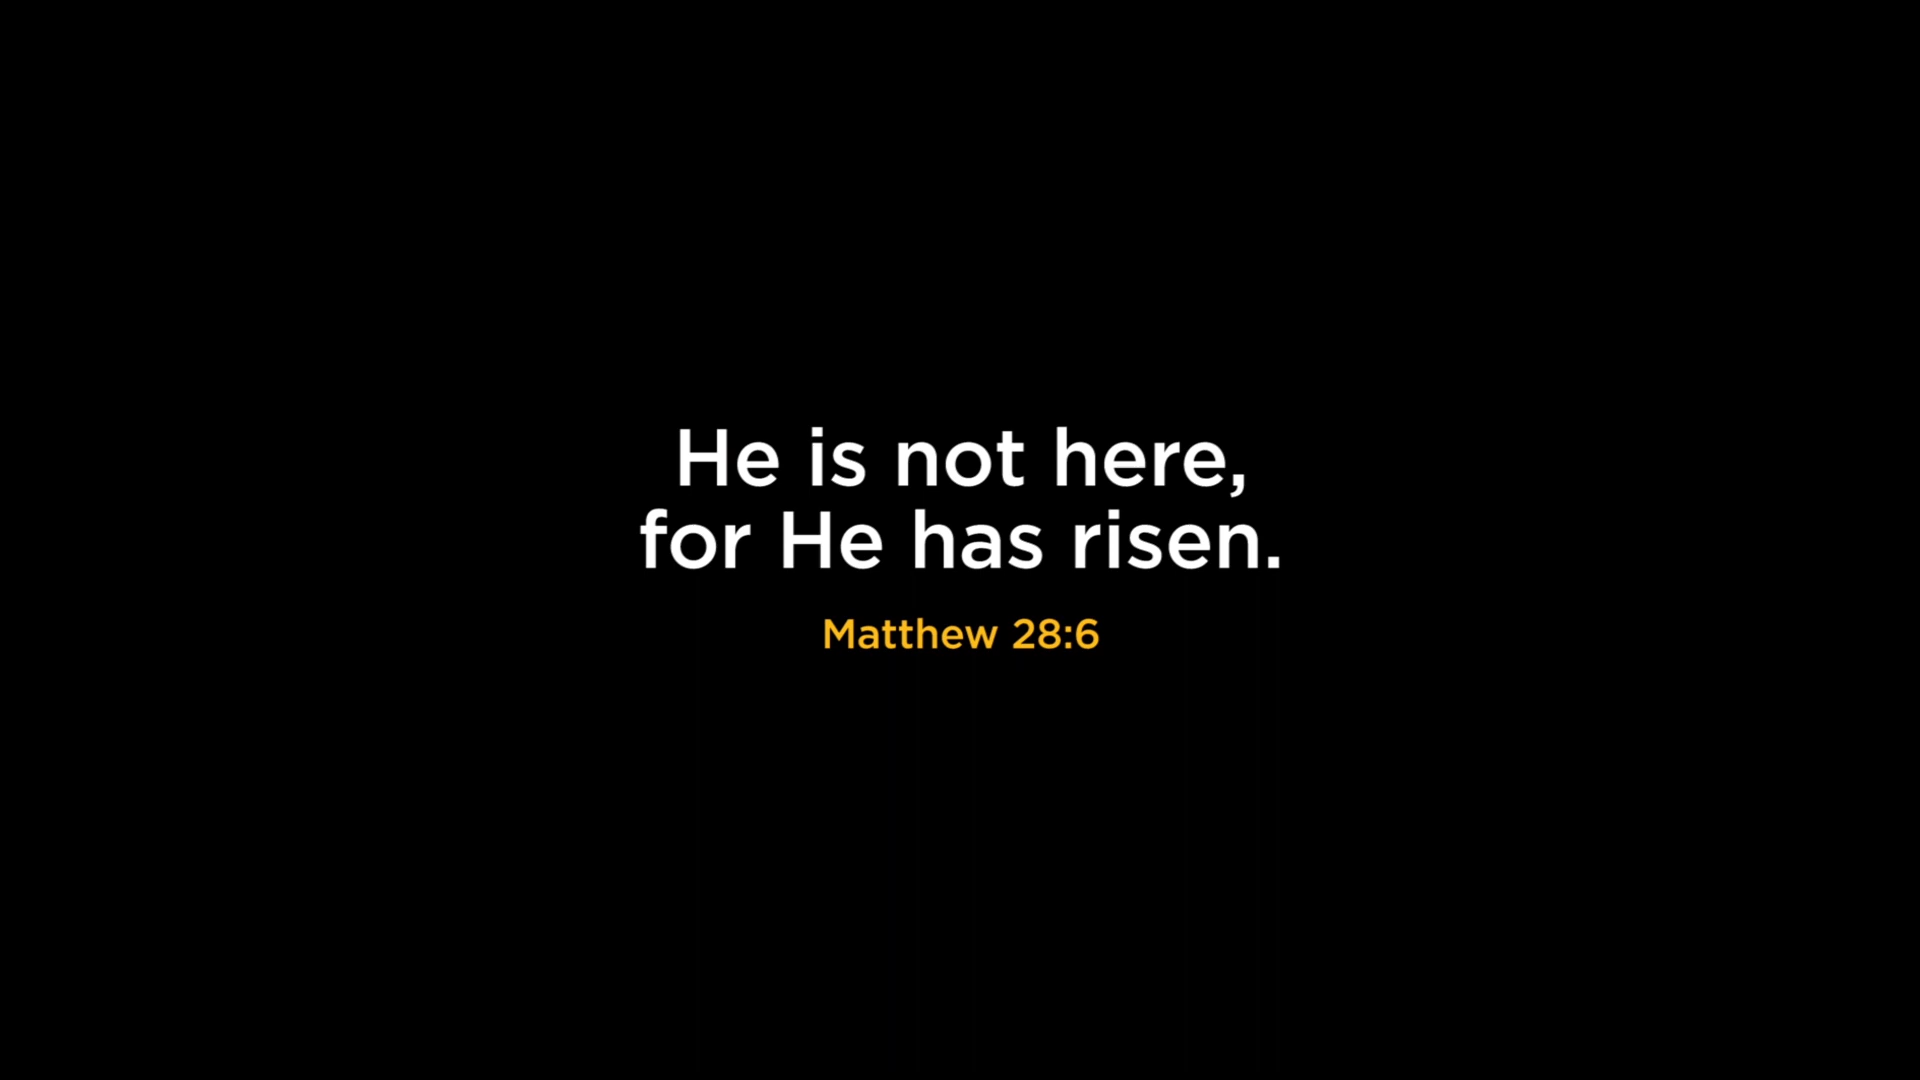 He is not here,
for He has risen.
Matthew 28:6